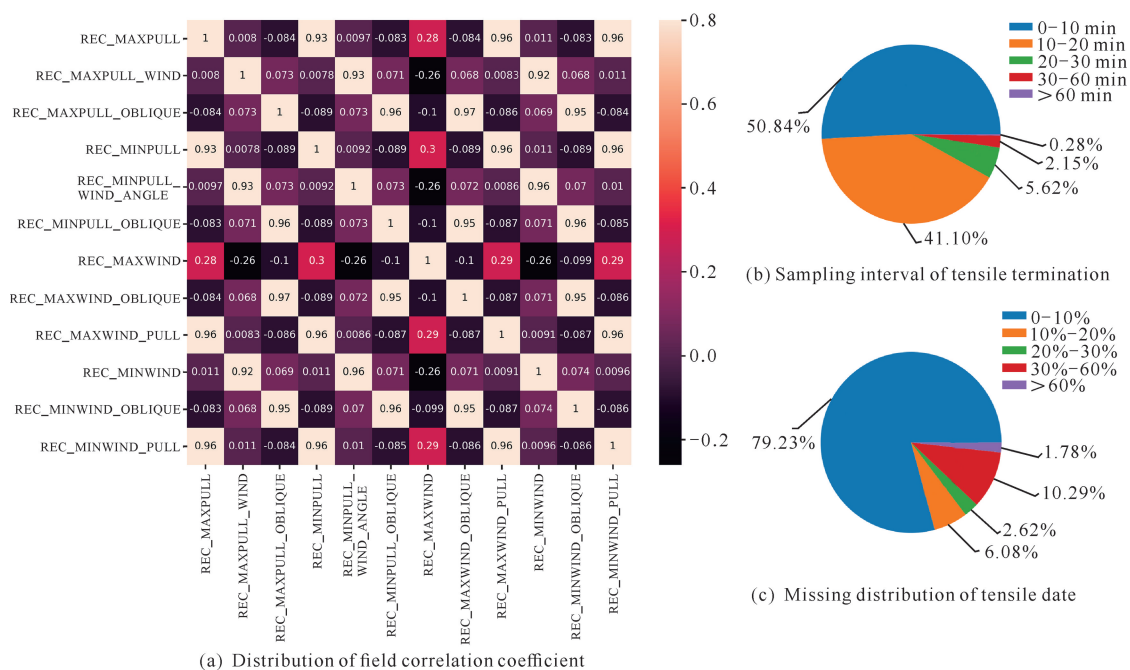 REC_MAXPULL 1 0.008 -0.084 0.93 0.0097 -0.083 0.28 -0.084 0.96 0.011 -0.083 0.96
REC_MAXPULL_WIND 0.008 1 0.073 0.0078 0.93 0.071 -0.26 0.068 0.0083 0.92 0.068 0.011
REC_MAXPULL_OBLIQUE -0.084 0.073 1 -0.089 0.073 0.96 -0.1 0.97 -0.086 0.069 0.95 -0.084
REC_MINPULL 0.93 0.0078 -0.089 1 0.0092 -0.089 0.3 -0.089 0.96 0.011 -0.089 0.96
REC_MINPULL_
WIND_ANGLE 0.0097 0.93 0.073 0.0092 1 0.073 -0.26 0.072 0.0086 0.96 0.07 0.01
REC_MINPULL_OBLIQUE -0.083 0.071 0.96 -0.089 0.073 1 -0.1 0.95 -0.087 0.071 0.96 -0.085
REC_MAXWIND 0.28 -0.26 -0.1 0.3 -0.26 -0.1 1 -0.1 0.29 -0.26 -0.099 0.29
REC_MAXWIND_OBLIQUE -0.084 0.068 0.97 -0.089 0.072 0.95 -0.1 1 -0.087 0.071 0.95 -0.086
REC_MAXWIND_PULL 0.96 0.0083 -0.086 0.96 0.0086 -0.087 0.29 -0.087 1 0.0091 -0.087 0.96
REC_MINWIND 0.011 0.92 0.069 0.011 0.96 0.071 -0.26 0.071 0.0091 1 0.074 0.0096
REC_MINWIND_OBLIQUE -0.083 0.068 0.95 -0.089 0.07 0.96 -0.099 0.95 -0.087 0.074 1 -0.086
REC_MINWIND_PULL 0.96 0.011 -0.084 0.96 0.01 -0.085 0.29 -0.086 0.96 0.0096 -0.086 1
REC_MAXPULL
REC_MAXPULL_WIND
REC_MAXPULL_OBLIQUE
REC_MINPULL
REC_MINPULL_
WIND_ANGLE
REC_MINPULL_OBLIQUE
REC_MAXWIND
REC_MAXWIND_OBLIQUE
REC_MAXWIND_PULL
REC_MINWIND
REC_MINWIND_OBLIQUE
REC_MINWIND_PULL
0.8
0.6
0.4
0.2
0.0
−0.2
(a) Distribution of field correlation coefficient
0−10 min
10−20 min
20−30 min
30−60 min
>60 min
50.84%
0.28%
2.15%
5.62%
41.10%
(b) Sampling interval of tensile termination
0−10%
10%−20%
20%−30%
30%−60%
>60%
79.23%
1.78%
10.29%
2.62%
6.08%
(c) Missing distribution of tensile date